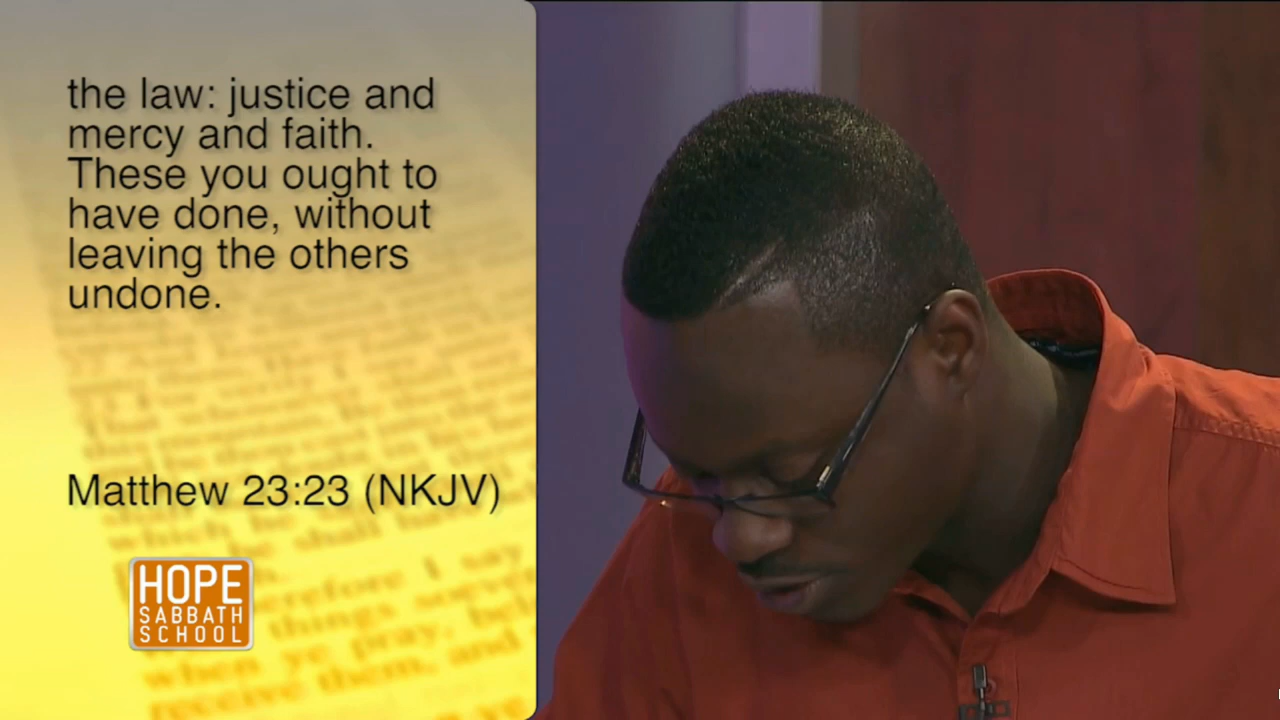 the law: justice and
mercy and faith.
These you ought to
have done, without
leaving the others
undone.
Matthew 23:23 (NKJV)
HOPE
SABBATH
SCHOOL